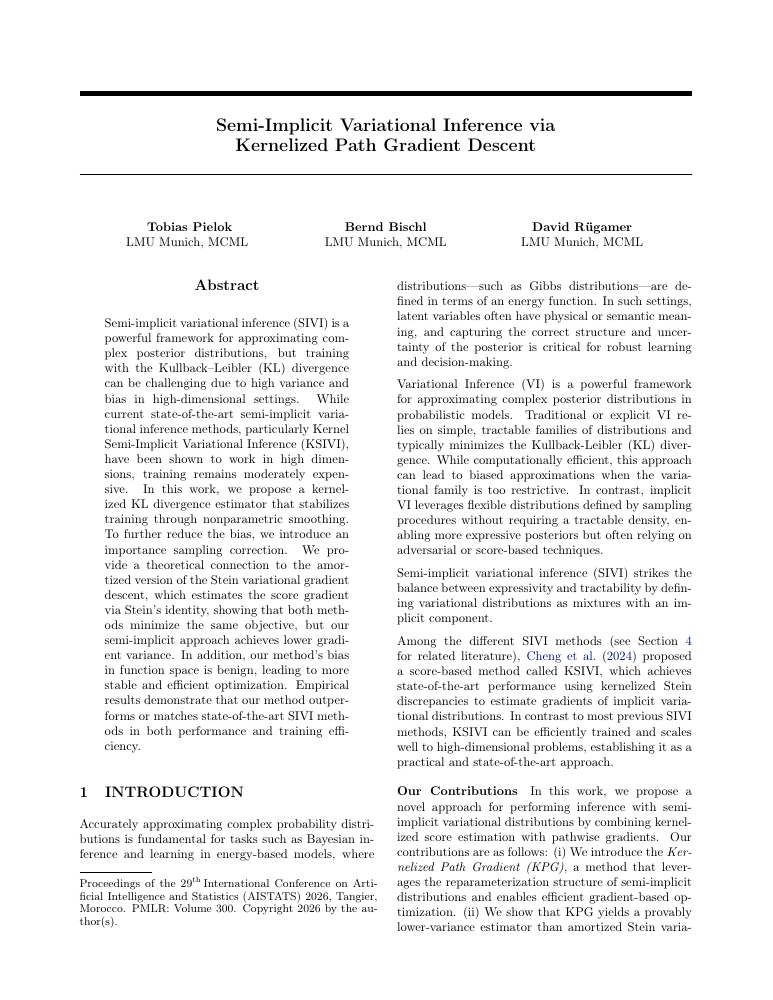 Semi-Implicit Variational Inference via
Kernelized Path Gradient Descent
Tobias Pielok
LMU Munich, MCML
Bernd Bischl
LMU Munich, MCML
David Rügamer
LMU Munich, MCML
Abstract
Semi-implicit variational inference (SIVI) is a
powerful framework for approximating com-
plex posterior distributions, but training
with the Kullback–Leibler (KL) divergence
can be challenging due to high variance and
bias in high-dimensional settings. While
current state-of-the-art semi-implicit varia-
tional inference methods, particularly Kernel
Semi-Implicit Variational Inference (KSIVI),
have been shown to work in high dimen-
sions, training remains moderately expen-
sive. In this work, we propose a kernel-
ized KL divergence estimator that stabilizes
training through nonparametric smoothing.
To further reduce the bias, we introduce an
importance sampling correction. We pro-
vide a theoretical connection to the amor-
tized version of the Stein variational gradient
descent, which estimates the score gradient
via Stein's identity, showing that both meth-
ods minimize the same objective, but our
semi-implicit approach achieves lower gradi-
ent variance. In addition, our method's bias
in function space is benign, leading to more
stable and efficient optimization. Empirical
results demonstrate that our method outper-
forms or matches state-of-the-art SIVI meth-
ods in both performance and training effi-
ciency.
1 INTRODUCTION
Accurately approximating complex probability distri-
butions is fundamental for tasks such as Bayesian in-
ference and learning in energy-based models, where
Proceedings of the 29th International Conference on Arti-
ficial Intelligence and Statistics (AISTATS) 2026, Tangier,
Morocco. PMLR: Volume 300. Copyright 2026 by the au-
thor(s).
distributions—such as Gibbs distributions—are de-
fined in terms of an energy function. In such settings,
latent variables often have physical or semantic mean-
ing, and capturing the correct structure and uncer-
tainty of the posterior is critical for robust learning
and decision-making.
Variational Inference (VI) is a powerful framework
for approximating complex posterior distributions in
probabilistic models. Traditional or explicit VI re-
lies on simple, tractable families of distributions and
typically minimizes the Kullback-Leibler (KL) diver-
gence. While computationally efficient, this approach
can lead to biased approximations when the varia-
tional family is too restrictive. In contrast, implicit
VI leverages flexible distributions defined by sampling
procedures without requiring a tractable density, en-
abling more expressive posteriors but often relying on
adversarial or score-based techniques.
Semi-implicit variational inference (SIVI) strikes the
balance between expressivity and tractability by defin-
ing variational distributions as mixtures with an im-
plicit component.
Among the different SIVI methods (see Section 4
for related literature), Cheng et al. (2024) proposed
a score-based method called KSIVI, which achieves
state-of-the-art performance using kernelized Stein
discrepancies to estimate gradients of implicit varia-
tional distributions. In contrast to most previous SIVI
methods, KSIVI can be efficiently trained and scales
well to high-dimensional problems, establishing it as a
practical and state-of-the-art approach.
Our Contributions In this work, we propose a
novel approach for performing inference with semi-
implicit variational distributions by combining kernel-
ized score estimation with pathwise gradients. Our
contributions are as follows: (i) We introduce the Ker-
nelized Path Gradient (KPG), a method that lever-
ages the reparameterization structure of semi-implicit
distributions and enables efficient gradient-based op-
timization. (ii) We show that KPG yields a provably
lower-variance estimator than amortized Stein varia-